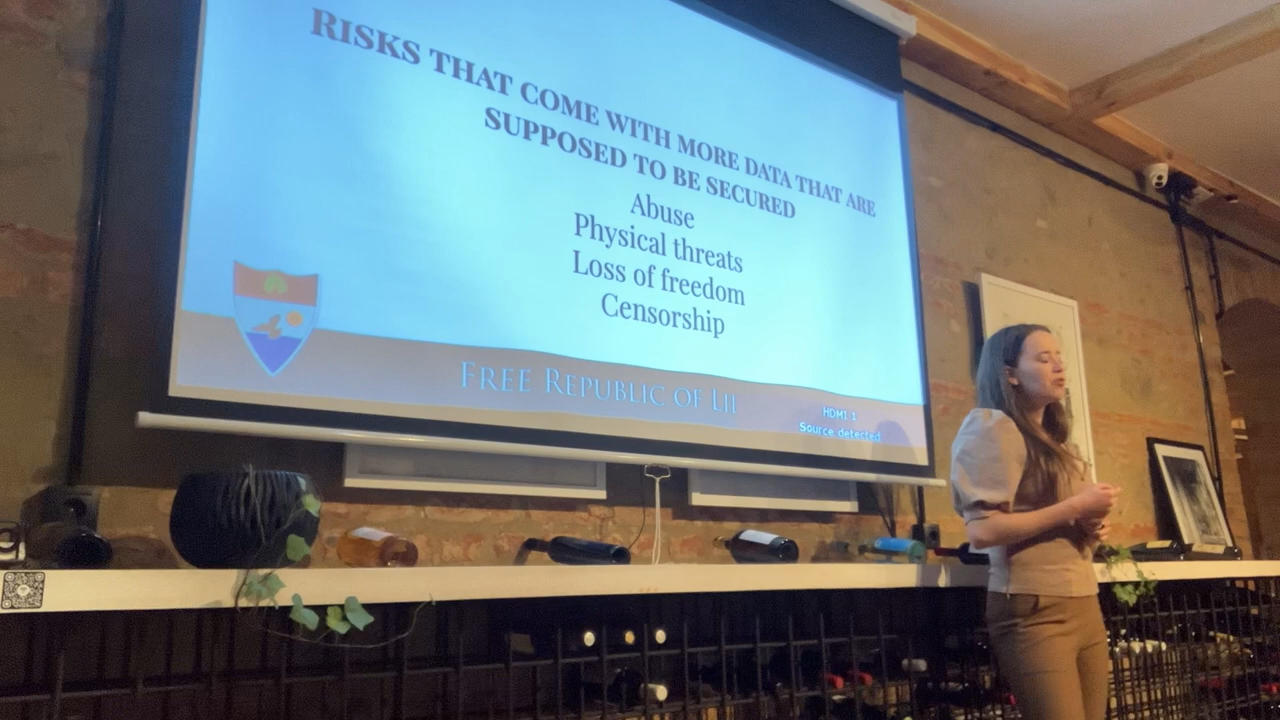 RISKS THAT COME WITH MORE DATA THAT ARE
SUPPOSED TO BE SECURED
Abuse
Physical threats
Loss of freedom
Censorship
FREE REPUBLIC OF LIL
HDMI 1
Source detected